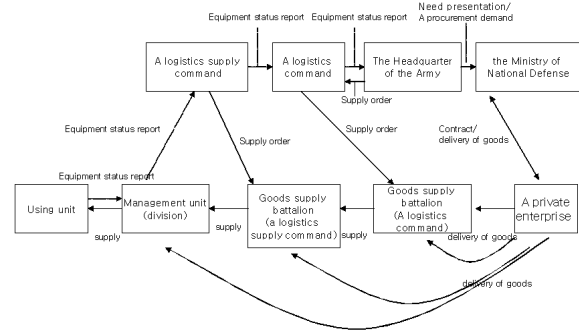 Need presentation/
A procurement demand
Equipment status report
Equipment status report
A logistics supply
command
A logistics
command
The Headquarter
of the Army
the Ministry of
National Defense
Supply order
Equipment status report
Supply order
Supply order
Contract/
delivery of goods
Equipment status report
Using unit
Management unit
(division)
Goods supply
battalion
(a logistics
supply command)
Goods supply
battalion
(A logistics
command)
A private
enterprise
supply
supply
supply
delivery of goods
delivery of goods